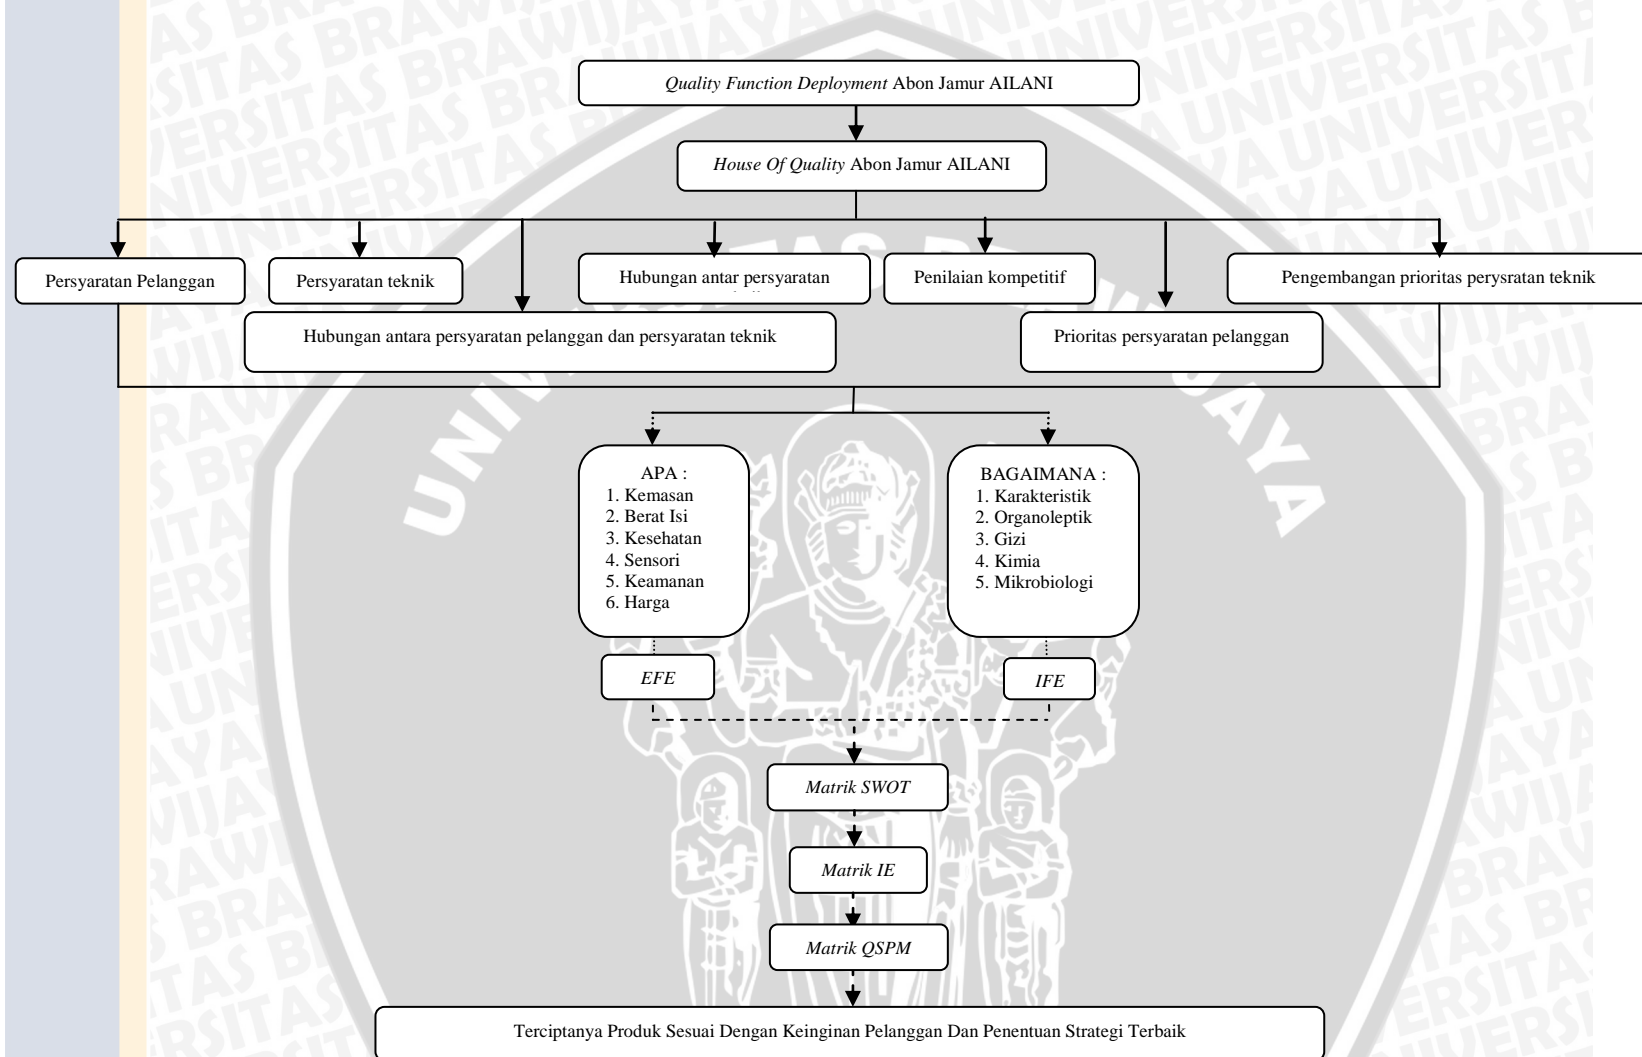 Quality Function Deployment Abon Jamur AILANI
House Of Quality Abon Jamur AILANI
Persyaratan Pelanggan
Persyaratan teknik
Hubungan antar persyaratan
Penilaian kompetitif
Pengembangan prioritas perysratan teknik
Hubungan antara persyaratan pelanggan dan persyaratan teknik
Prioritas persyaratan pelanggan
APA :
1. Kemasan
2. Berat Isi
3. Kesehatan
4. Sensori
5. Keamanan
6. Harga
BAGAIMANA :
1. Karakteristik
2. Organoleptik
3. Gizi
4. Kimia
5. Mikrobiologi
EFE
IFE
Matrik SWOT
Matrik IE
Matrik QSPM
Terciptanya Produk Sesuai Dengan Keinginan Pelanggan Dan Penentuan Strategi Terbaik